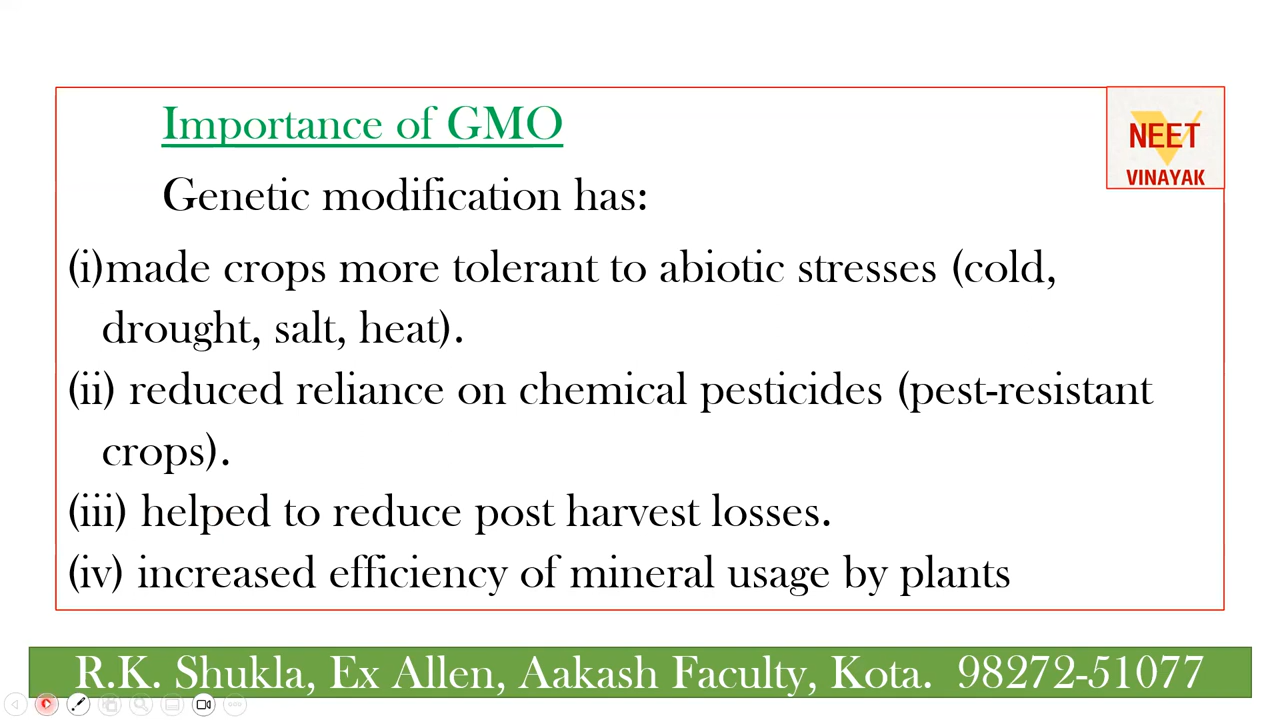 Importance of GMO
NEET
VINAYAK
Genetic modification has:
(i)made crops more tolerant to abiotic stresses (cold,
drought, salt, heat).
(ii) reduced reliance on chemical pesticides (pest-resistant
crops).
(iii) helped to reduce post harvest losses.
(iv) increased efficiency of mineral usage by plants
R.K. Shukla, Ex Allen, Aakash Faculty, Kota. 98272-51077